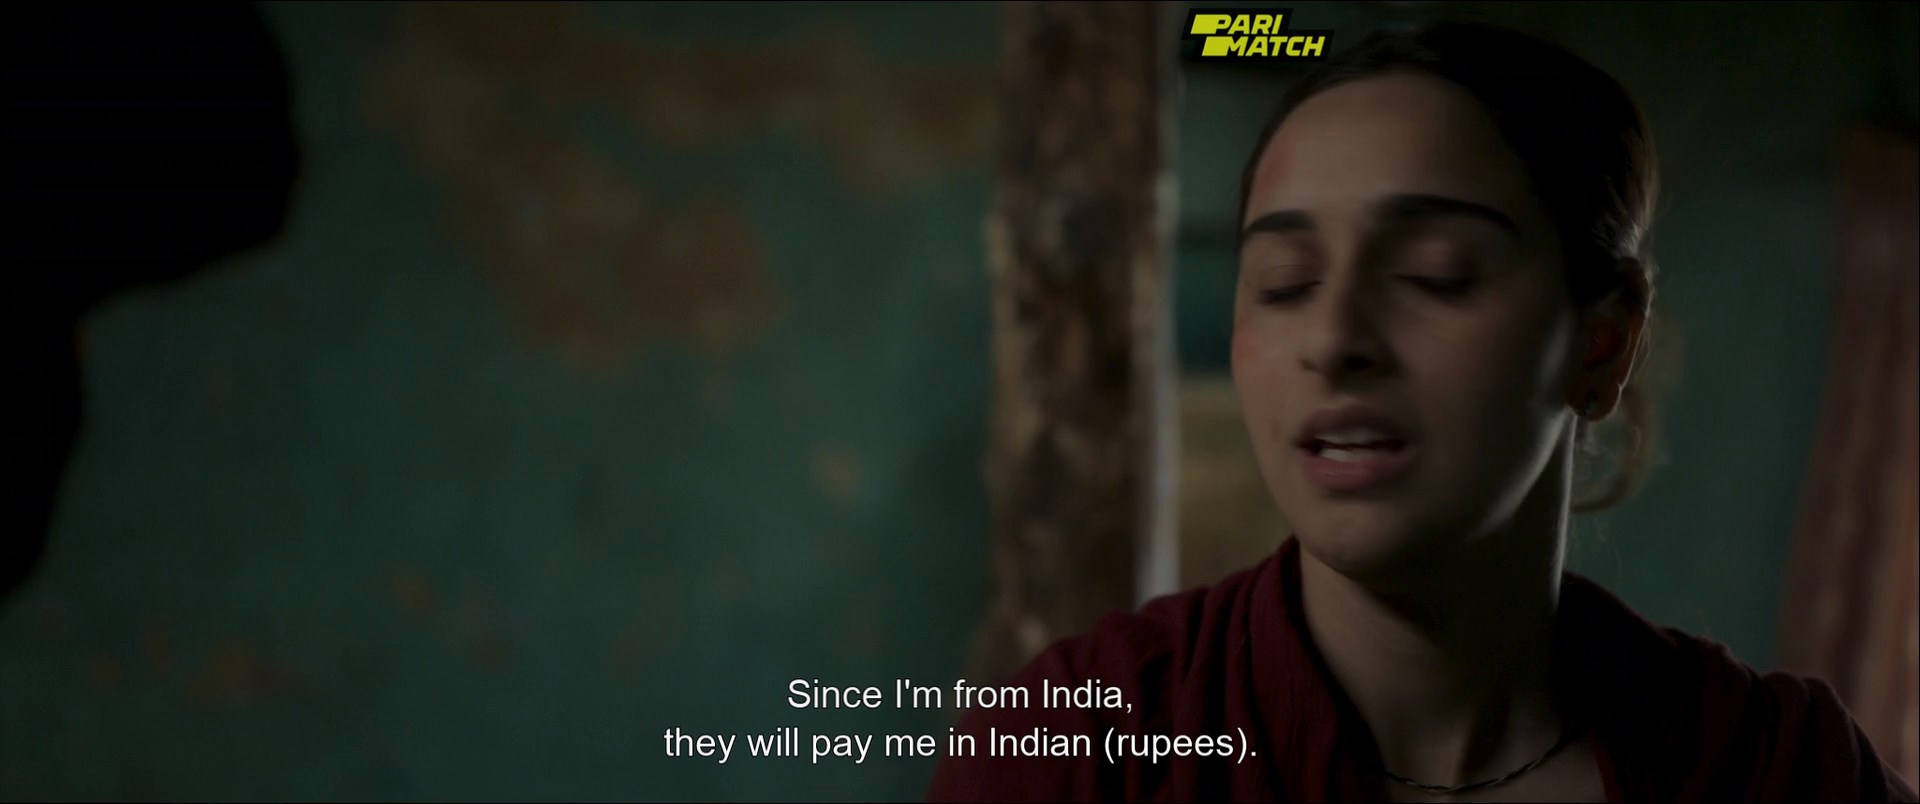 PARI
MATCH
Since I'm from India,
they will pay me in Indian (rupees).